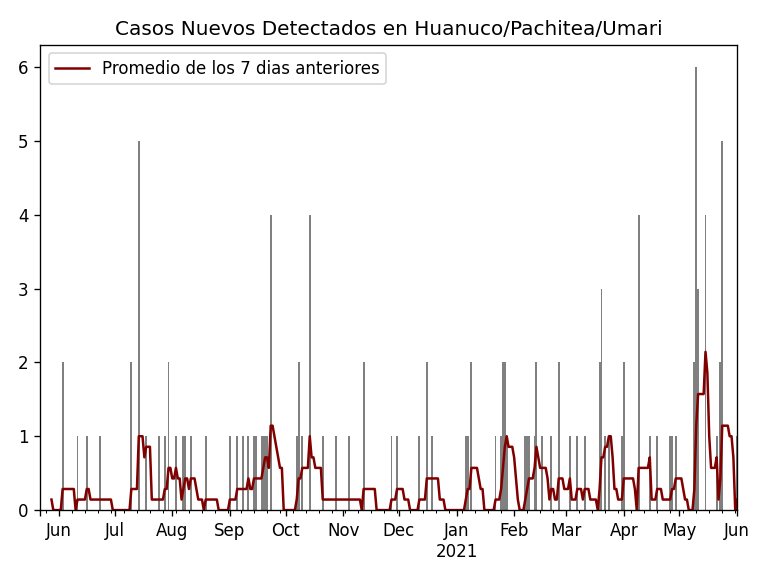 Casos Nuevos Detectados en Huanuco/Pachitea/Umari
Promedio de los 7 dias anteriores
6
5
4
3
2
1
0
Jun Jul Aug Sep Oct Nov Dec Jan Feb Mar Apr May Jun
2021